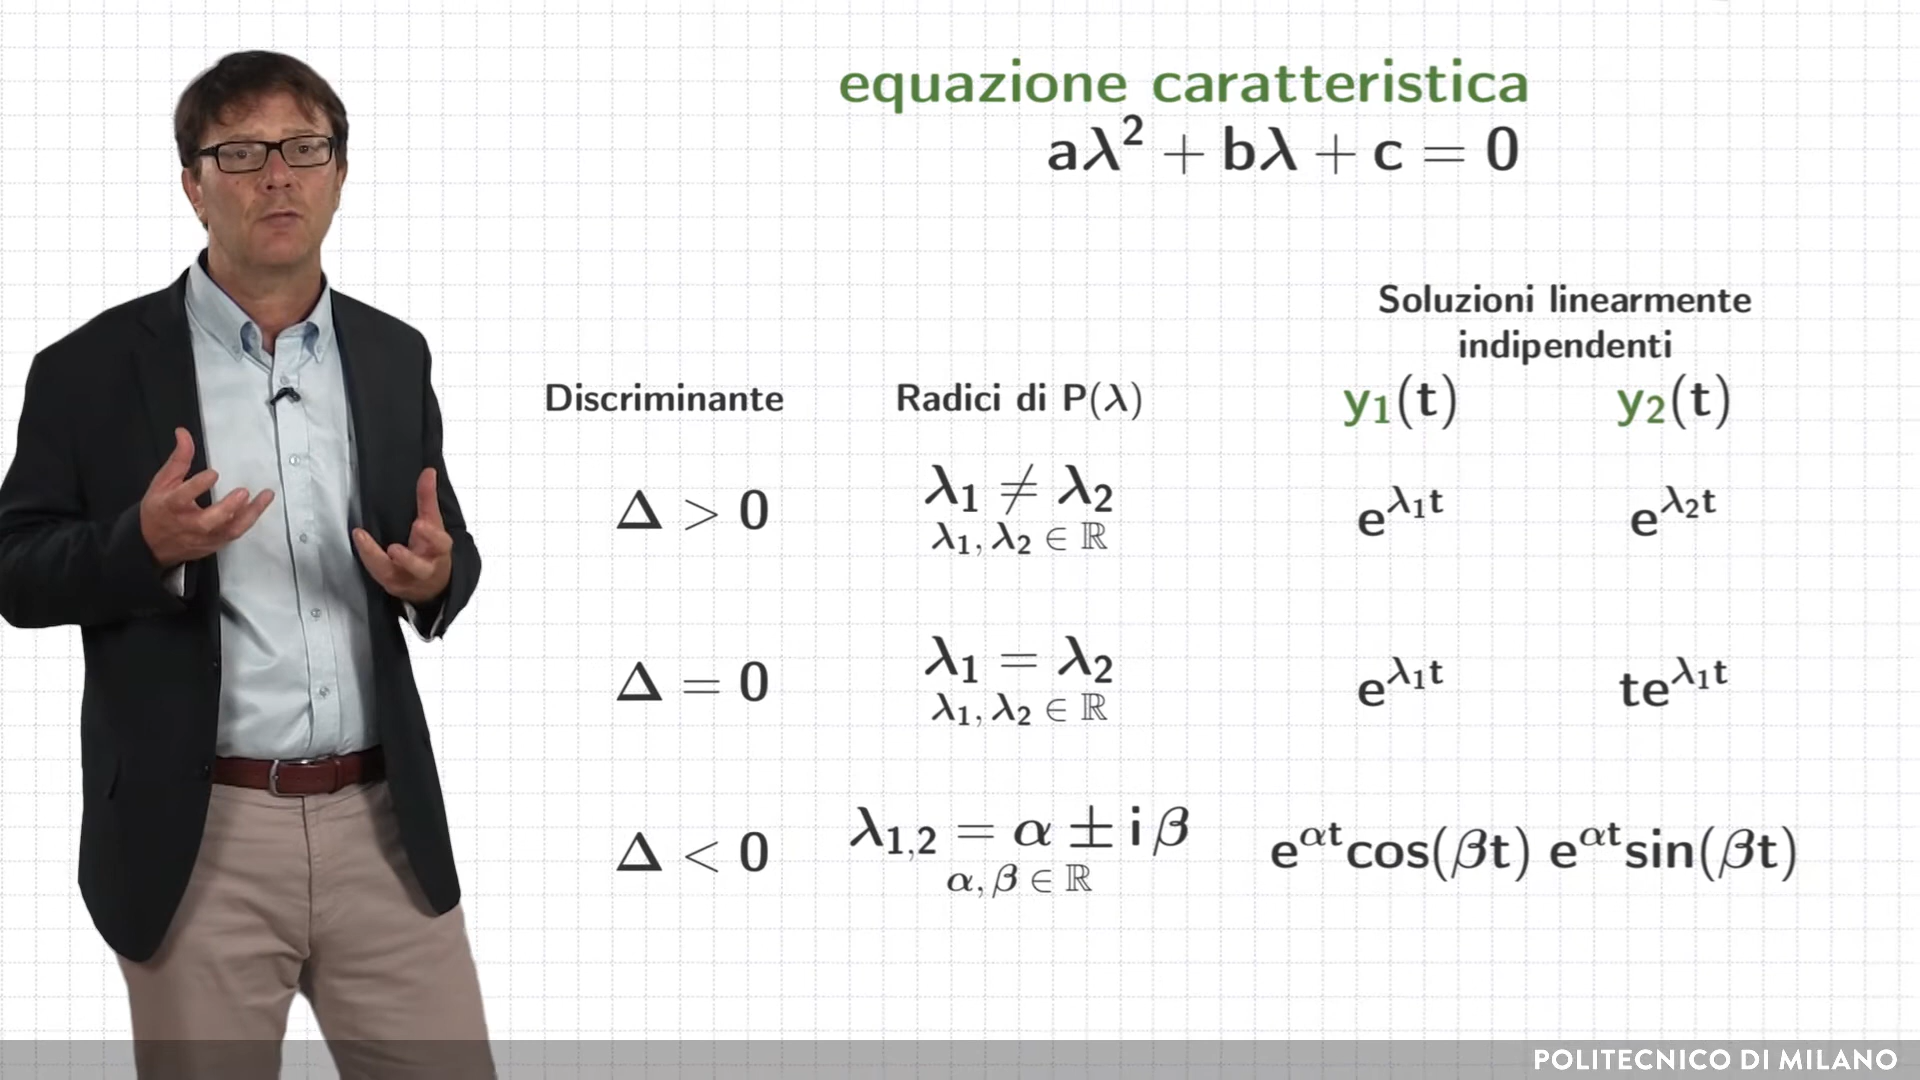 equazione caratteristica
aλ² + bλ + c = 0
Soluzioni linearmente
indipendenti
Discriminante Radici di P(λ) y₁(t) y₂(t)
Δ > 0 λ₁ ≠ λ₂ e^λ₁t e^λ₂t
λ₁, λ₂ ∈ ℝ
Δ = 0 λ₁ = λ₂ e^λ₁t te^λ₁t
λ₁, λ₂ ∈ ℝ
Δ < 0 λ₁,₂ = α ± iβ e^αt cos(βt) e^αt sin(βt)
α, β ∈ ℝ
POLITECNICO DI MILANO